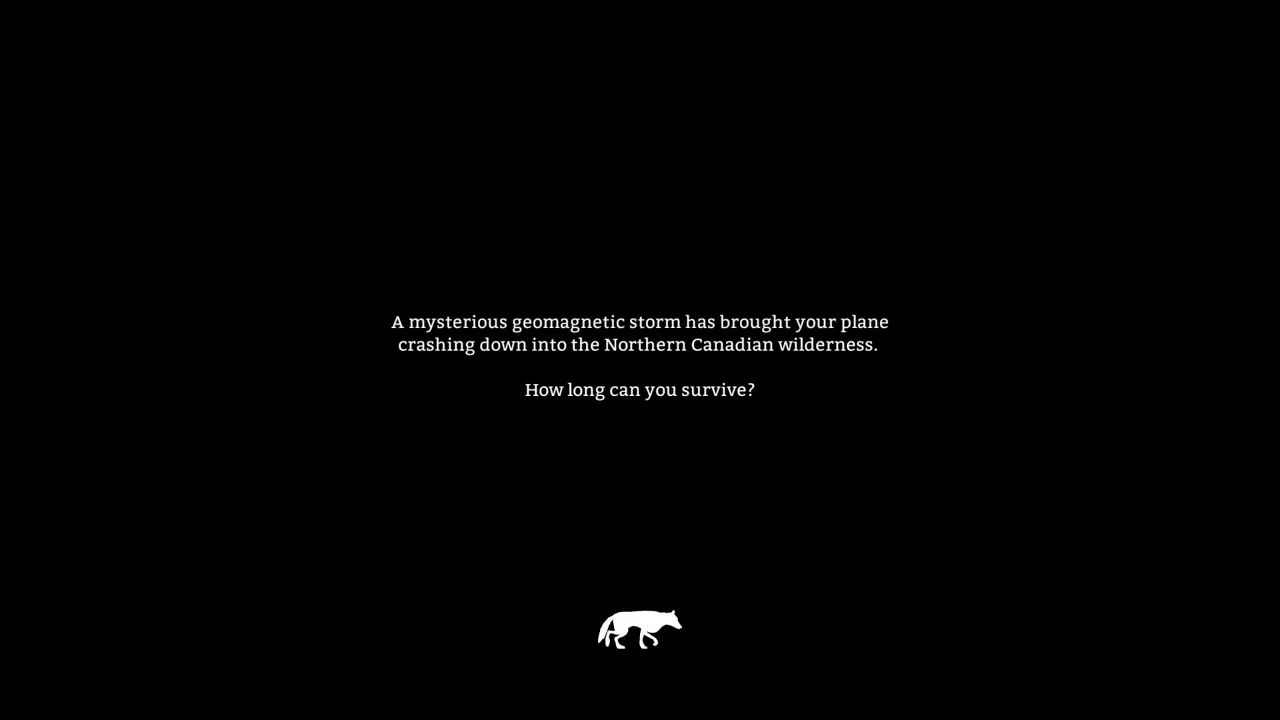 A mysterious geomagnetic storm has brought your plane
crashing down into the Northern Canadian wilderness.
How long can you survive?